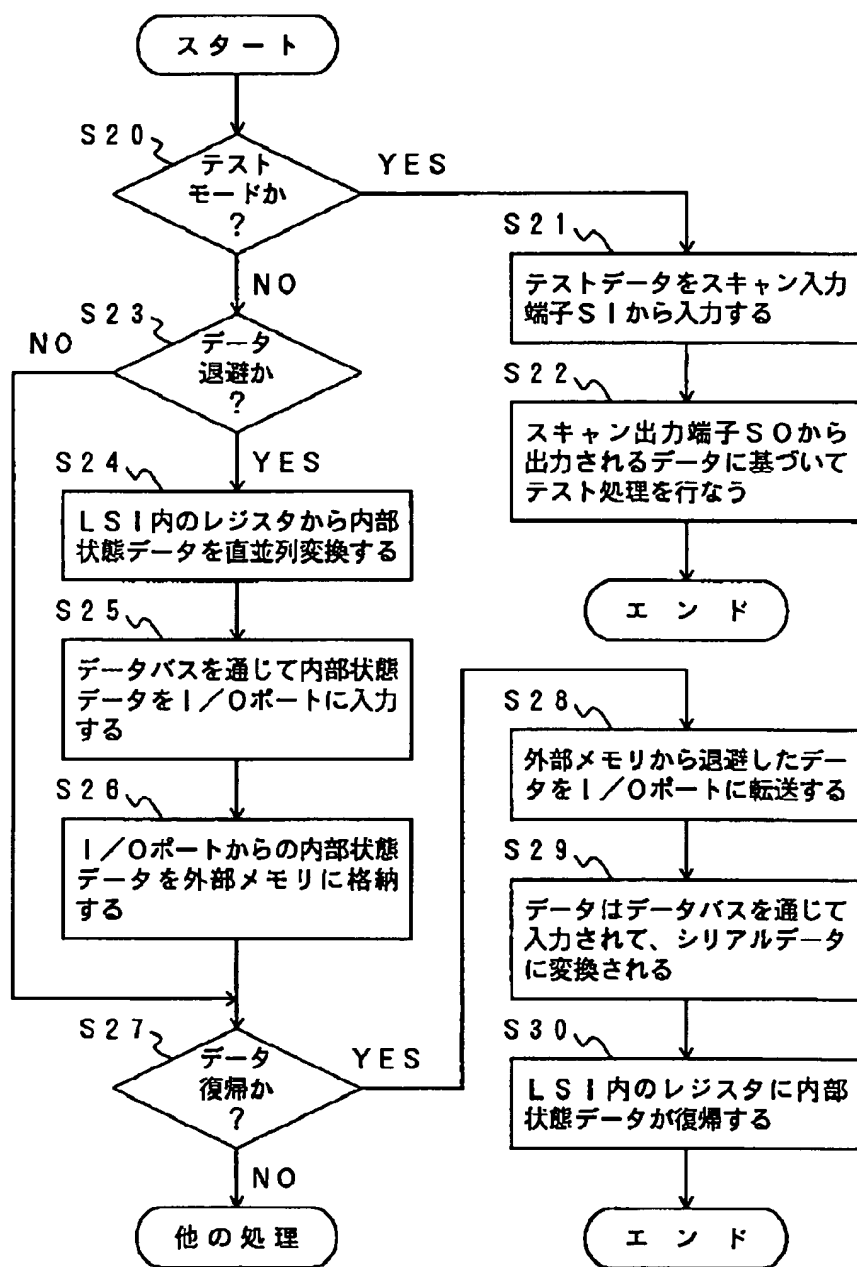 スタート
S20
テスト
モードか
?
YES
NO
S21
テストデータをスキャン入力
端子SIから入力する
S22
スキャン出力端子SOから
出力されるデータに基づいて
テスト処理を行なう
エンド
S23
データ
退避か
?
NO
YES
S24
LSI内のレジスタから内部
状態データを直並列変換する
S25
データバスを通じて内部状態
データをI/Oポートに入力
する
S26
I/Oポートからの内部状態
データを外部メモリに格納
する
S27
データ
復帰か
?
YES
NO
他の処理
S28
外部メモリから退避したデー
タをI/Oポートに転送する
S29
データはデータバスを通じて
入力されて、シリアルデータ
に変換される
S30
LSI内のレジスタに内部
状態データが復帰する
エンド